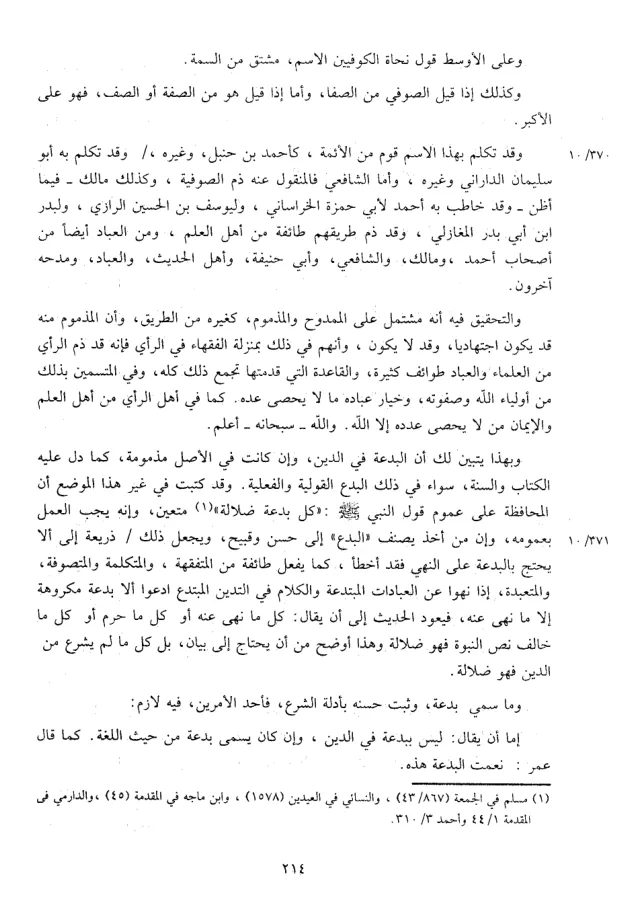 وعلى الأوسط قول نحاة الكوفيين الاسم، مشتق من السمة.
وكذلك إذا قيل الصوفي من الصفا، وأما إذا قيل هو من الصفة أو الصف، فهو على
الأكبر.
١٠/٣٧٠ وقد تكلم بهذا الاسم قوم من الأئمة ، كأحمد بن حنبل، وغيره ،/ وقد تكلم به أبو
سليمان الداراني وغيره ، وأما الشافعي فالمنقول عنه ذم الصوفية ، وكذلك مالك ـ فيما
أظن ـ وقد خاطب به أحمد لأبي حمزة الخراساني ، وليوسف بن الحسين الرازي ، ولبدر
ابن أبي بدر المغازلي ، وقد ذم طريقهم طائفة من أهل العلم ، ومن العباد أيضاً من
أصحاب أحمد ،ومالك، والشافعي، وأبي حنيفة، وأهل الحديث، والعباد، ومدحه
آخرون.
والتحقيق فيه أنه مشتمل على الممدوح والمذموم، كغيره من الطريق، وأن المذموم منه
قد يكون اجتهاديا، وقد لا يكون ، وأنهم في ذلك بمنزلة الفقهاء في الرأي فإنه قد ذم الرأي
من العلماء والعباد طوائف كثيرة، والقاعدة التي قدمتها تجمع ذلك كله، وفي المتسمين بذلك
من أولياء الله وصفوته، وخيار عباده ما لا يحصى عده. كما في أهل الرأي من أهل العلم
والإيمان من لا يحصى عدده إلا الله. والله ـ سبحانه ـ أعلم.
وبهذا يتبين لك أن البدعة في الدين، وإن كانت في الأصل مذمومة، كما دل عليه
الكتاب والسنة، سواء في ذلك البدع القولية والفعلية. وقد كتبت في غير هذا الموضع أن
المحافظة على عموم قول النبي ﷺ :«كل بدعة ضلالة»(١) متعين، وإنه يجب العمل
١٠/٣٧١ بعمومه، وإن من أخذ يصنف «البدع» إلى حسن وقبيح، ويجعل ذلك / ذريعة إلى ألا
يحتج بالبدعة على النهي فقد أخطأ ، كما يفعل طائفة من المتفقهة ، والمتكلمة والمتصوفة،
والمتعبدة، إذا نهوا عن العبادات المبتدعة والكلام في التدين المبتدع ادعوا ألا بدعة مكروهة
إلا ما نهى عنه، فيعود الحديث إلى أن يقال: كل ما نهى عنه أو كل ما حرم أو كل ما
خالف نص النبوة فهو ضلالة وهذا أوضح من أن يحتاج إلى بيان، بل كل ما لم يشرع من
الدين فهو ضلالة.
وما سمي بدعة، وثبت حسنه بأدلة الشرع، فأحد الأمرين، فيه لازم:
إما أن يقال: ليس ببدعة في الدين ، وإن كان يسمى بدعة من حيث اللغة. كما قال
عمر : نعمت البدعة هذه.
(١) مسلم في الجمعة (٤٣/٨٦٧) ، والنسائي في العيدين (١٥٧٨) ، وابن ماجه في المقدمة (٤٥) ،والدارمي فى
المقدمة ٤٤/١ وأحمد ٣/ ٣١٠.
٢١٤